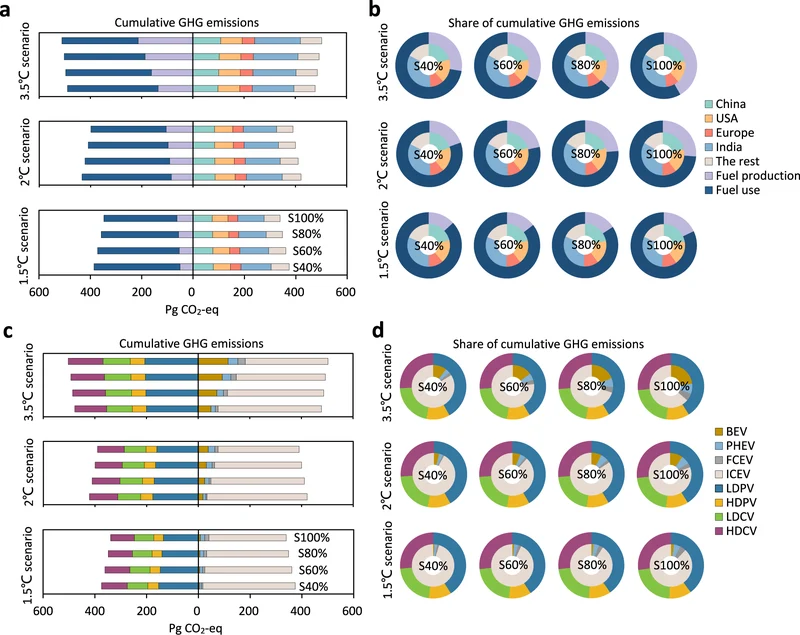 a
Cumulative GHG emissions
3.5℃ scenario
2℃ scenario
1.5℃ scenario
S100%
S80%
S60%
S40%
600 400 200 0 200 400 600
Pg CO₂-eq
b
Share of cumulative GHG emissions
3.5℃ scenario
S40% S60% S80% S100%
2℃ scenario
S40% S60% S80% S100%
1.5℃ scenario
S40% S60% S80% S100%
China
USA
Europe
India
The rest
Fuel production
Fuel use
c
Cumulative GHG emissions
3.5℃ scenario
2℃ scenario
1.5℃ scenario
S100%
S80%
S60%
S40%
600 400 200 0 200 400 600
Pg CO₂-eq
d
Share of cumulative GHG emissions
3.5℃ scenario
S40% S60% S80% S100%
2℃ scenario
S40% S60% S80% S100%
1.5℃ scenario
S40% S60% S80% S100%
BEV
PHEV
FCEV
ICEV
LDPV
HDPV
LDCV
HDCV